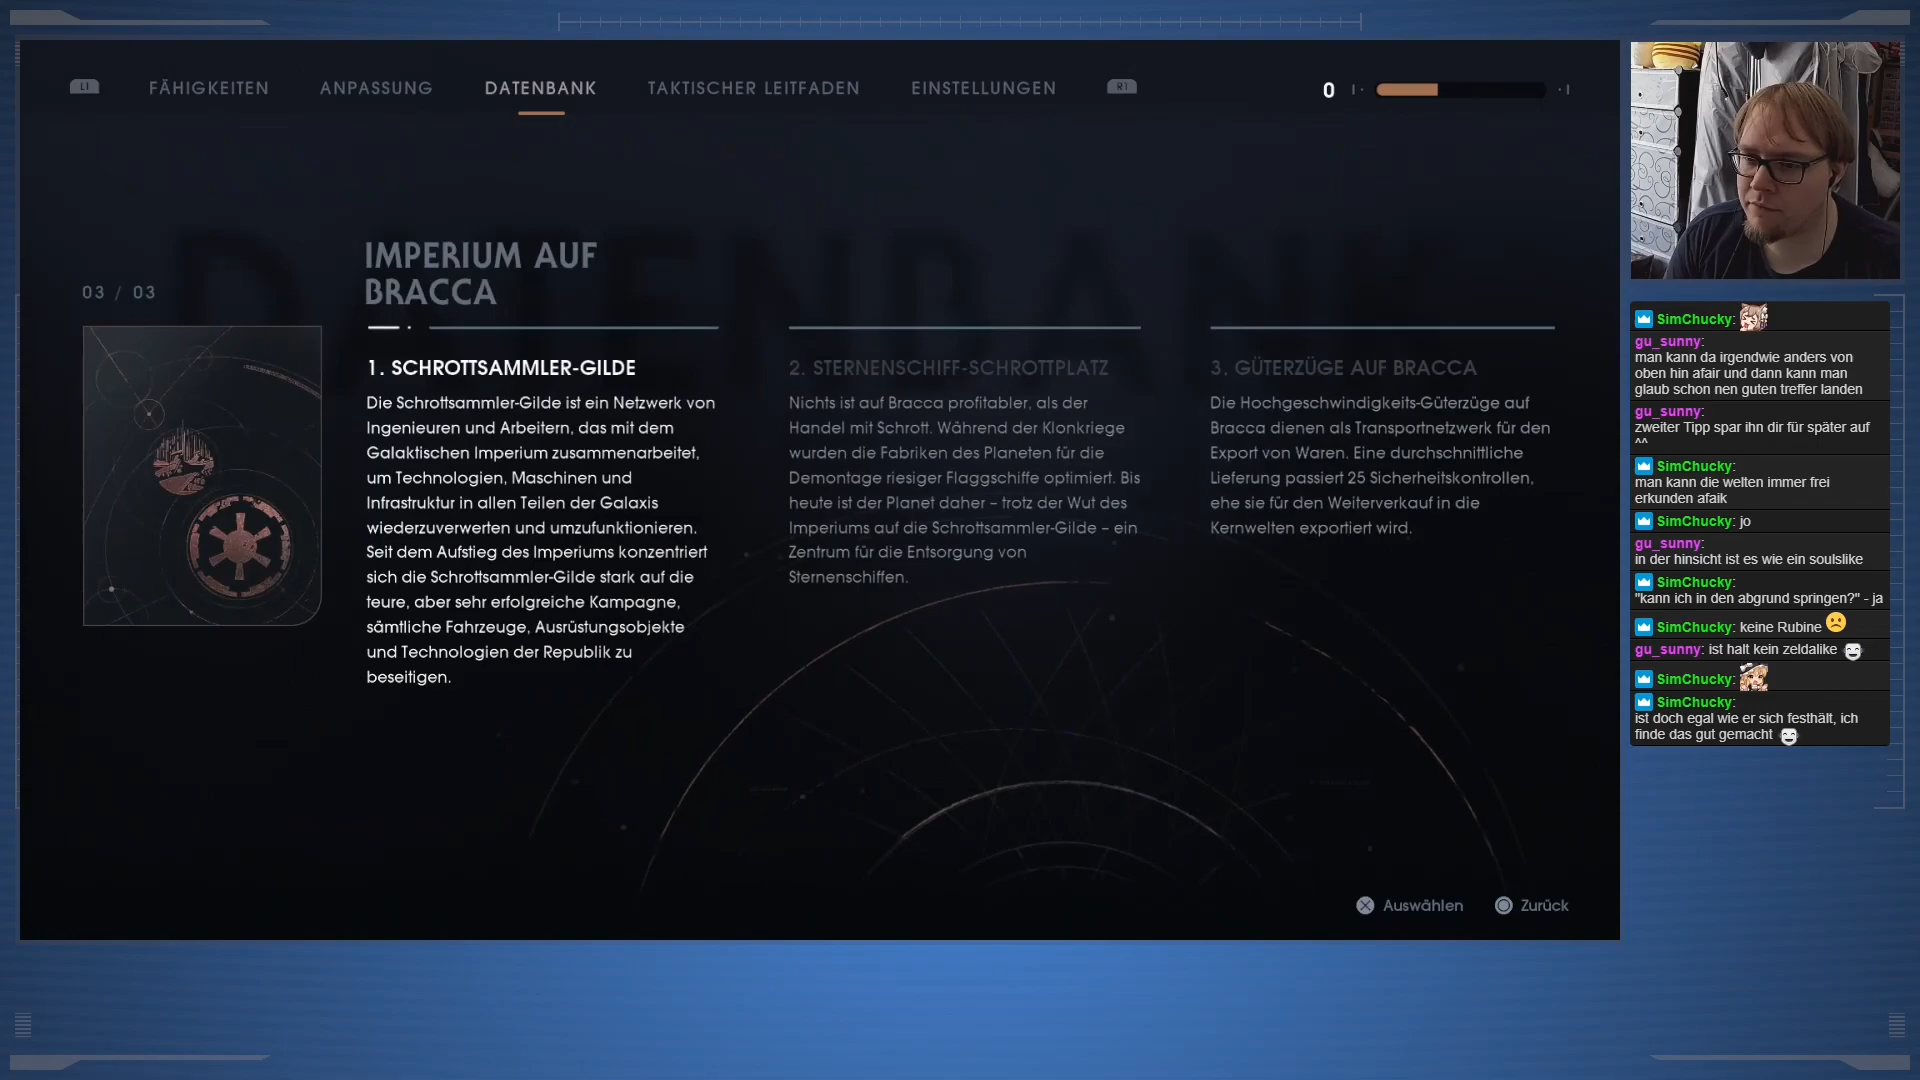 L1
FÄHIGKEITEN
ANPASSUNG
DATENBANK
TAKTISCHER LEITFADEN
EINSTELLUNGEN
R1
0
DATENBANK
IMPERIUM AUF
BRACCA
03 / 03
1. SCHROTTSAMMLER-GILDE
Die Schrottsammler-Gilde ist ein Netzwerk von
Ingenieuren und Arbeitern, das mit dem
Galaktischen Imperium zusammenarbeitet,
um Technologien, Maschinen und
Infrastruktur in allen Teilen der Galaxis
wiederzuverwerten und umzufunktionieren.
Seit dem Aufstieg des Imperiums konzentriert
sich die Schrottsammler-Gilde stark auf die
teure, aber sehr erfolgreiche Kampagne,
sämtliche Fahrzeuge, Ausrüstungsobjekte
und Technologien der Republik zu
beseitigen.
2. STERNENSCHIFF-SCHROTTPLATZ
Nichts ist auf Bracca profitabler, als der
Handel mit Schrott. Während der Klonkriege
wurden die Fabriken des Planeten für die
Demontage riesiger Flaggschiffe optimiert. Bis
heute ist der Planet daher – trotz der Wut des
Imperiums auf die Schrottsammler-Gilde – ein
Zentrum für die Entsorgung von
Sternenschiffen.
3. GÜTERZÜGE AUF BRACCA
Die Hochgeschwindigkeits-Güterzüge auf
Bracca dienen als Transportnetzwerk für den
Export von Waren. Eine durchschnittliche
Lieferung passiert 25 Sicherheitskontrollen,
ehe sie für den Weiterverkauf in die
Kernwelten exportiert wird.
Auswählen
Zurück
SimChucky:
gu_sunny:
man kann da irgendwie anders von
oben hin afair und dann kann man
glaub schon nen guten treffer landen
gu_sunny:
zweiter Tipp spar ihn dir für später auf
^^
SimChucky:
man kann die welten immer frei
erkunden afaik
SimChucky: jo
gu_sunny:
in der hinsicht ist es wie ein soulslike
SimChucky:
"kann ich in den abgrund springen?" - ja
SimChucky: keine Rubine
gu_sunny: ist halt kein zeldalike
SimChucky:
SimChucky:
ist doch egal wie er sich festhält, ich
finde das gut gemacht